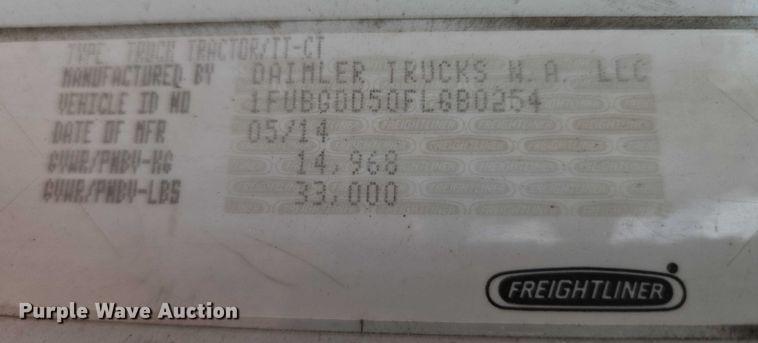 TYPE: TRUCK TRACTOR/TT-CT
MANUFACTURED BY DAIMLER TRUCKS N.A. LLC
VEHICLE ID NO 1FUBGDD50FLGB0254
DATE OF MFR 05/14
GVWR/PNBV-KG 14,968
GVWR/PNBV-LBS 33,000
FREIGHTLINER
Purple Wave Auction